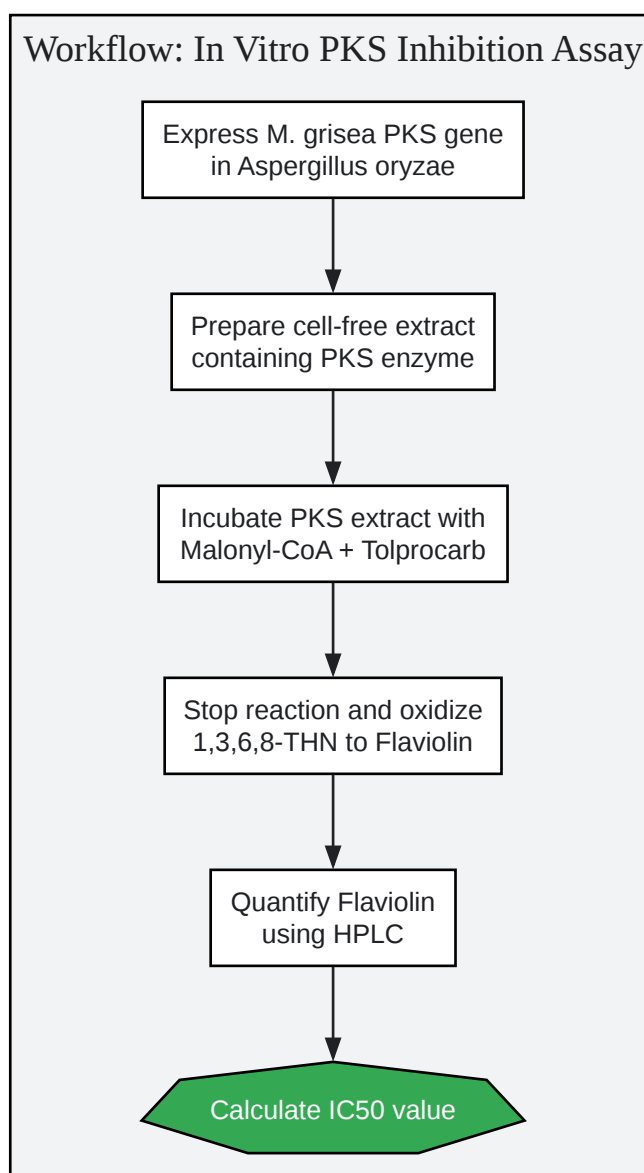 Workflow: In Vitro PKS Inhibition Assay
Express M. grisea PKS gene
in Aspergillus oryzae
Prepare cell-free extract
containing PKS enzyme
Incubate PKS extract with
Malonyl-CoA + Tolprocarb
Stop reaction and oxidize
1,3,6,8-THN to Flaviolin
Quantify Flaviolin
using HPLC
Calculate IC50 value